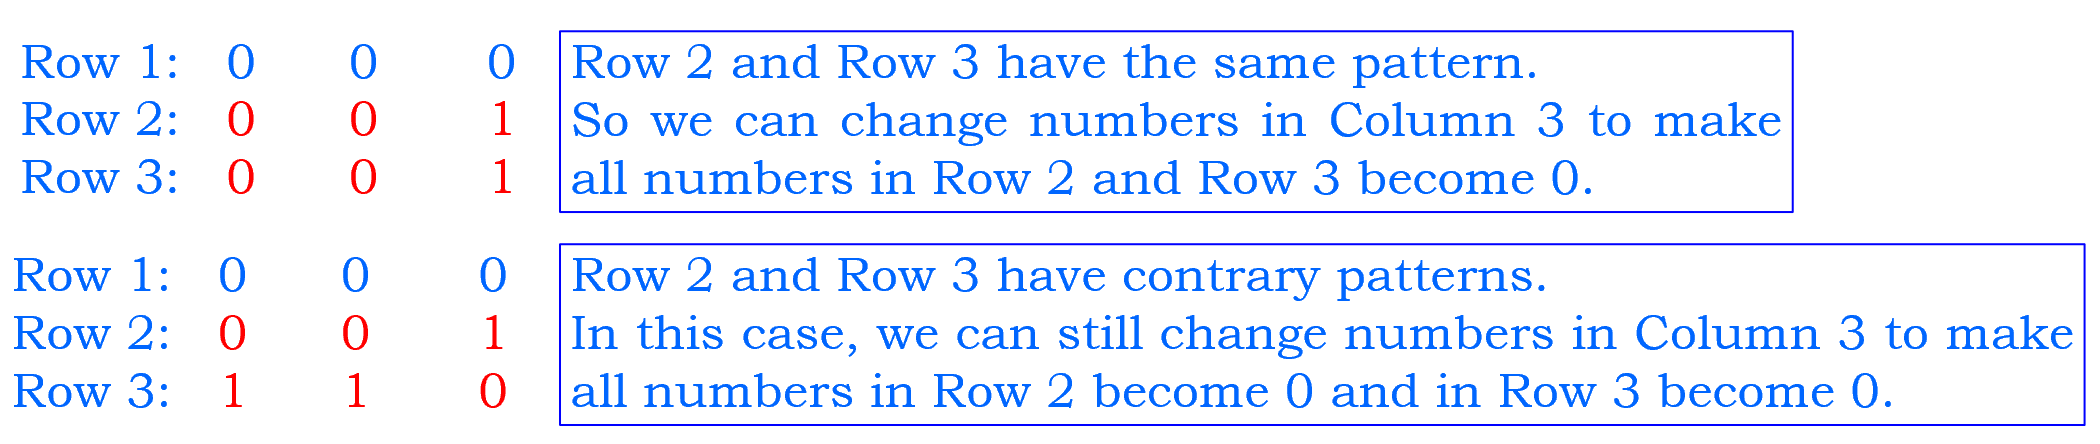 Row 1: 0 0 0
Row 2: 0 0 1
Row 3: 0 0 1
Row 2 and Row 3 have the same pattern.
So we can change numbers in Column 3 to make
all numbers in Row 2 and Row 3 become 0.
Row 1: 0 0 0
Row 2: 0 0 1
Row 3: 1 1 0
Row 2 and Row 3 have contrary patterns.
In this case, we can still change numbers in Column 3 to make
all numbers in Row 2 become 0 and in Row 3 become 0.